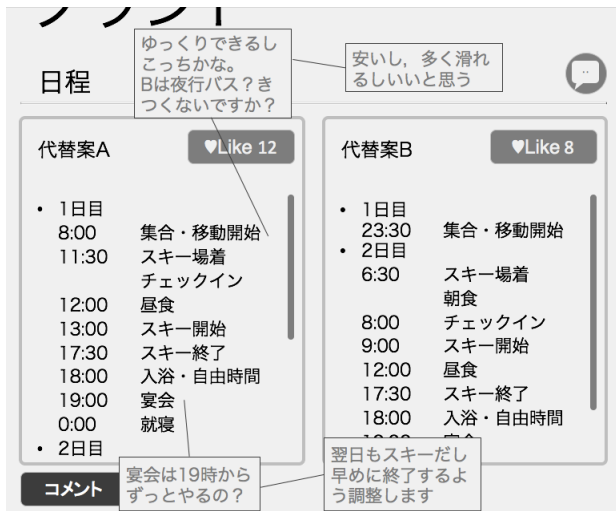 プラン1
ゆっくりできるし
こっちかな。
Bは夜行バス？き
つくないですか？
安いし，多く滑れ
るしいいと思う
日程
代替案A
♥Like 12
• 1日目
8:00 集合・移動開始
11:30 スキー場着
チェックイン
12:00 昼食
13:00 スキー開始
17:30 スキー終了
18:00 入浴・自由時間
19:00 宴会
0:00 就寝
• 2日目
代替案B
♥Like 8
• 1日目
23:30 集合・移動開始
• 2日目
6:30 スキー場着
朝食
8:00 チェックイン
9:00 スキー開始
12:00 昼食
17:30 スキー終了
18:00 入浴・自由時間
コメント
宴会は19時から
ずっとやるの？
翌日もスキーだし
早めに終了するよ
う調整します